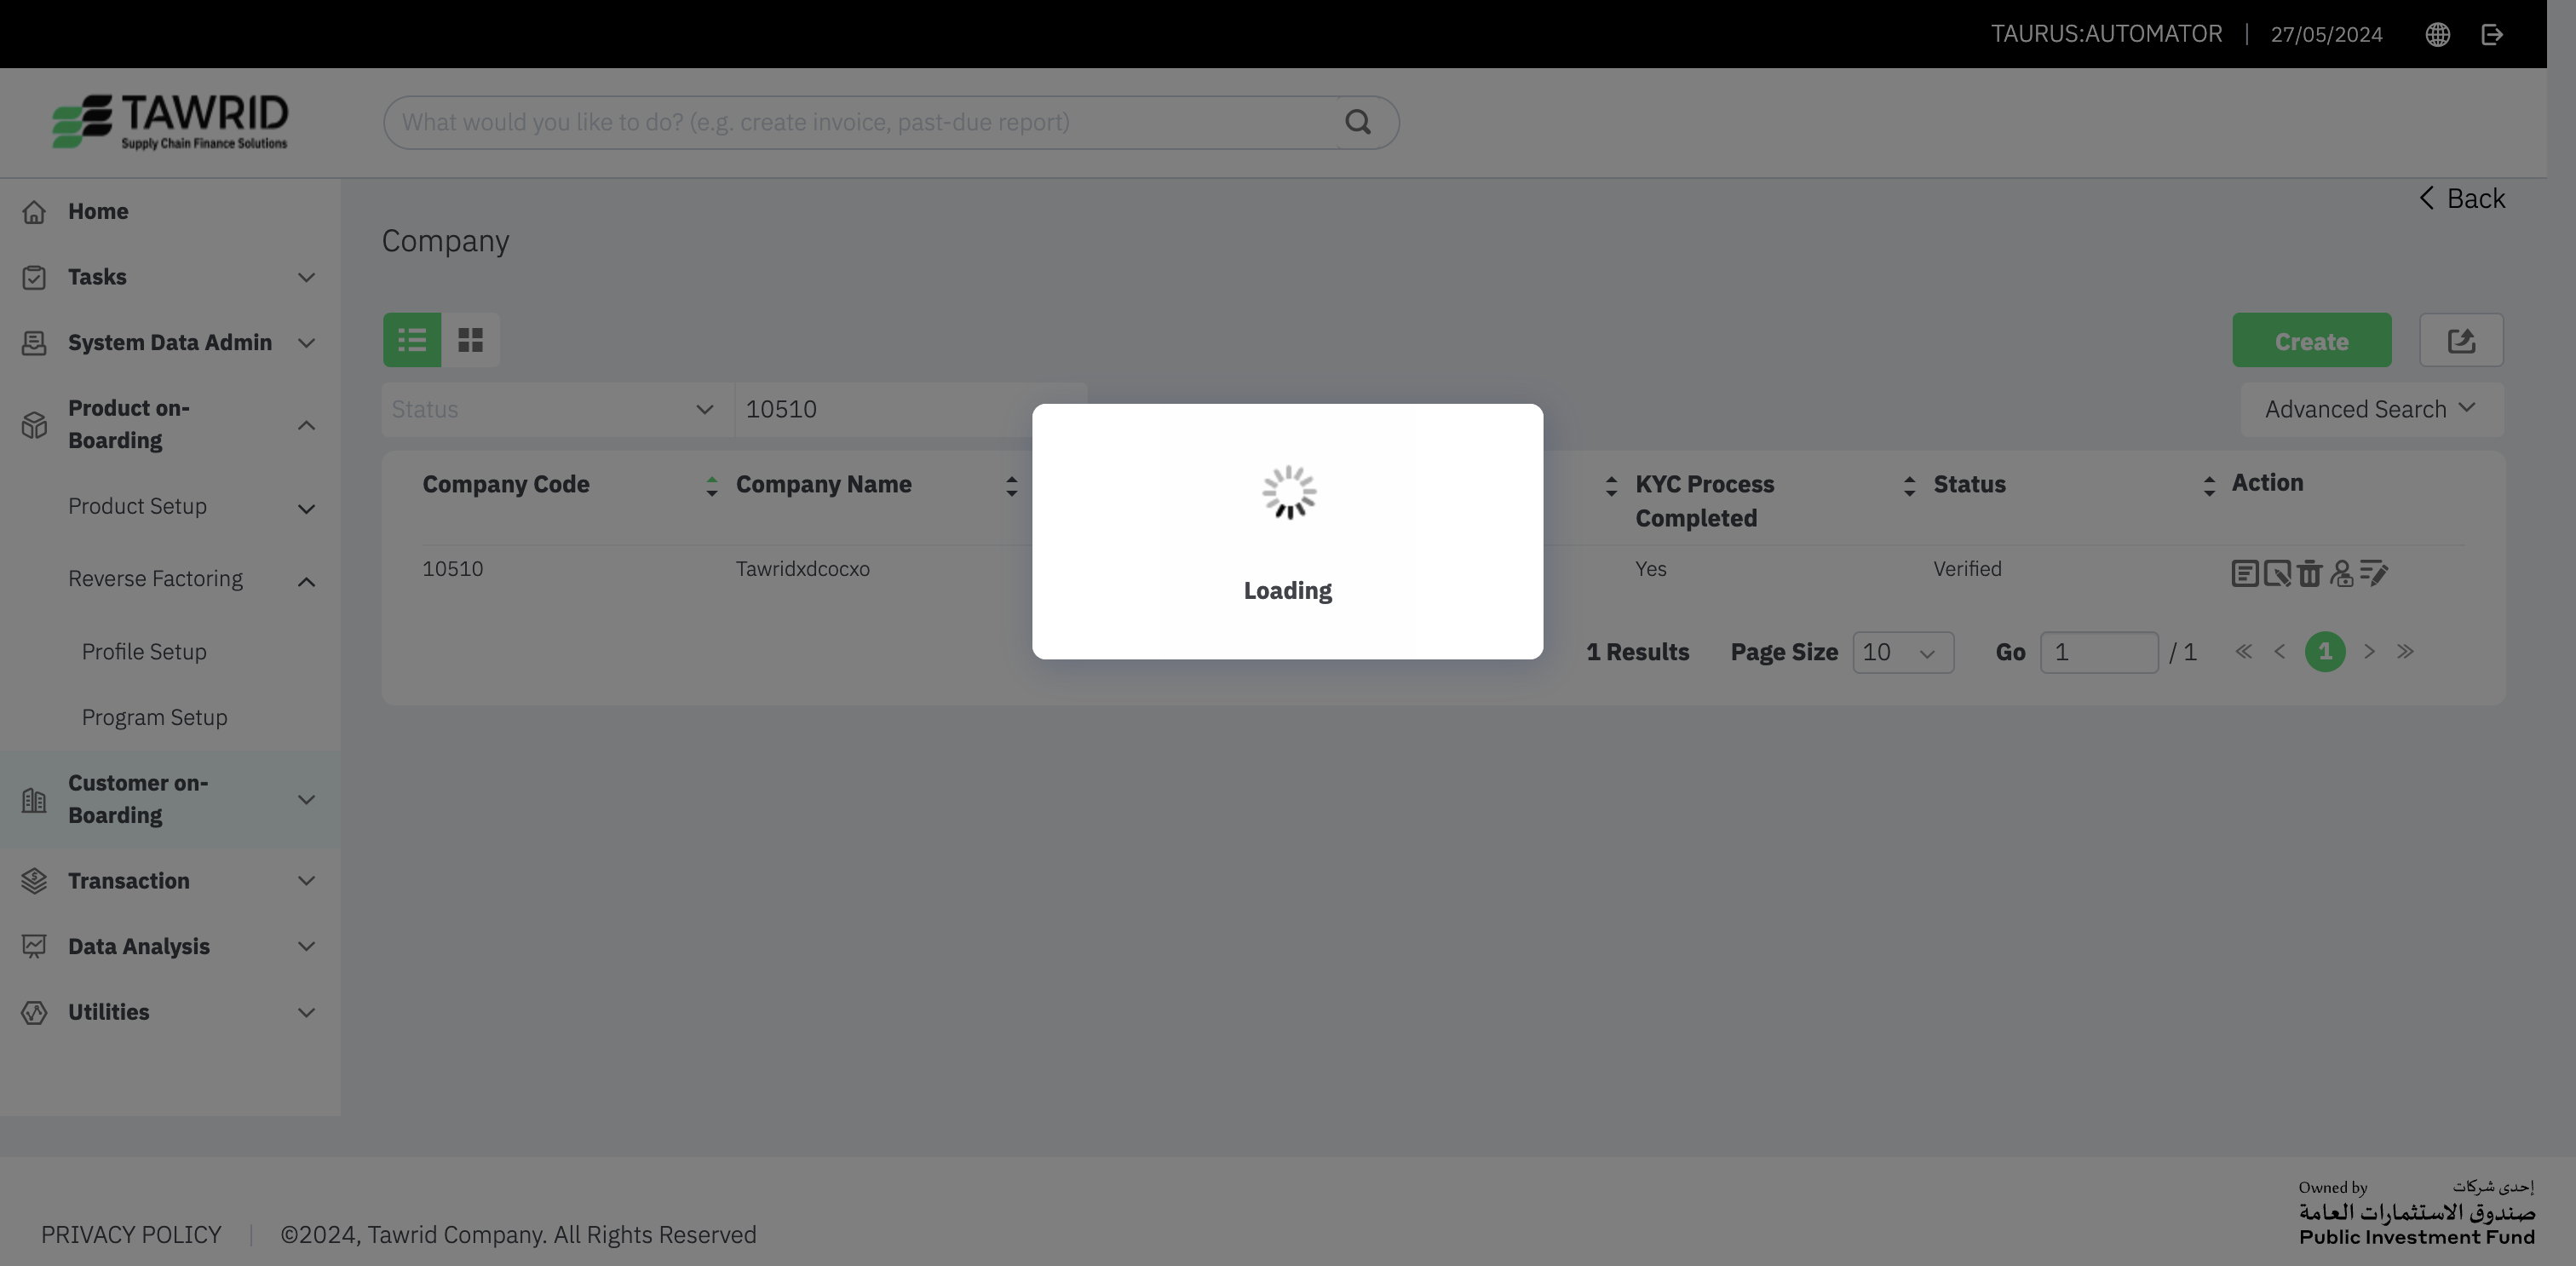 TAURUS:AUTOMATOR | 27/05/2024
TAWRID
Supply Chain Finance Solutions
What would you like to do? (e.g. create invoice, past-due report)
Home
Tasks
System Data Admin
Product on-
Boarding
Product Setup
Reverse Factoring
Profile Setup
Program Setup
Customer on-
Boarding
Transaction
Data Analysis
Utilities
Back
Company
Create
Status
10510
Advanced Search
Company Code
Company Name
KYC Process
Completed
Status
Action
10510
Tawridxdcocxo
Yes
Verified
Loading
1 Results
Page Size
10
Go
1
/ 1
« < 1 > »
PRIVACY POLICY | ©2024, Tawrid Company. All Rights Reserved
Owned by
إحدى شركات
صندوق الاستثمارات العامة
Public Investment Fund